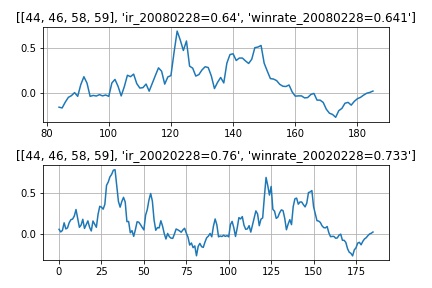 [[44, 46, 58, 59], 'ir_20080228=0.64', 'winrate_20080228=0.641']
0.5
0.0
80 100 120 140 160 180
[[44, 46, 58, 59], 'ir_20020228=0.76', 'winrate_20020228=0.733']
0.5
0.0
0 25 50 75 100 125 150 175